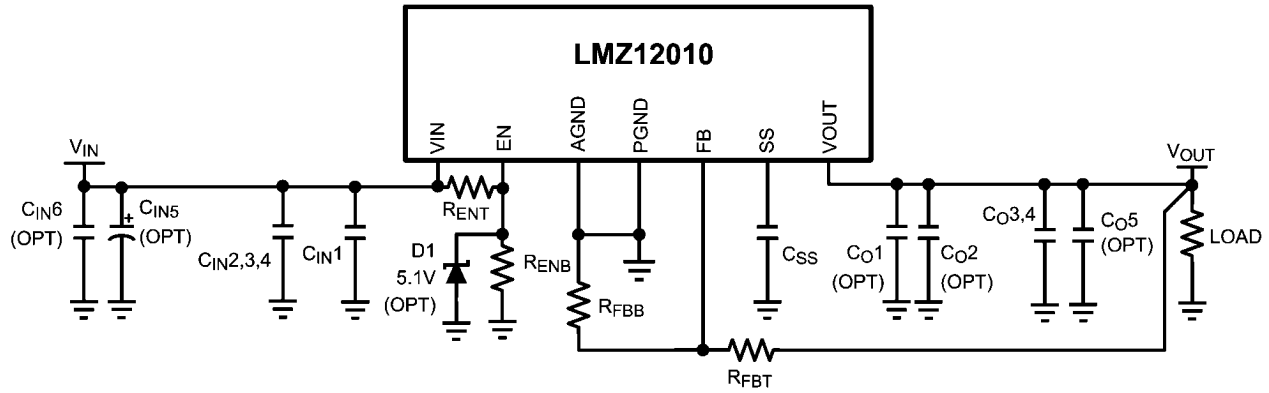 LMZ12010
VIN
EN
AGND
PGND
FB
SS
VOUT
VIN
CIN6
(OPT)
CIN5
(OPT)
+
CIN2,3,4
CIN1
RENT
D1
5.1V
(OPT)
RENB
RFBB
CSS
RFBT
CO1
(OPT)
CO2
(OPT)
CO3,4
CO5
(OPT)
VOUT
LOAD